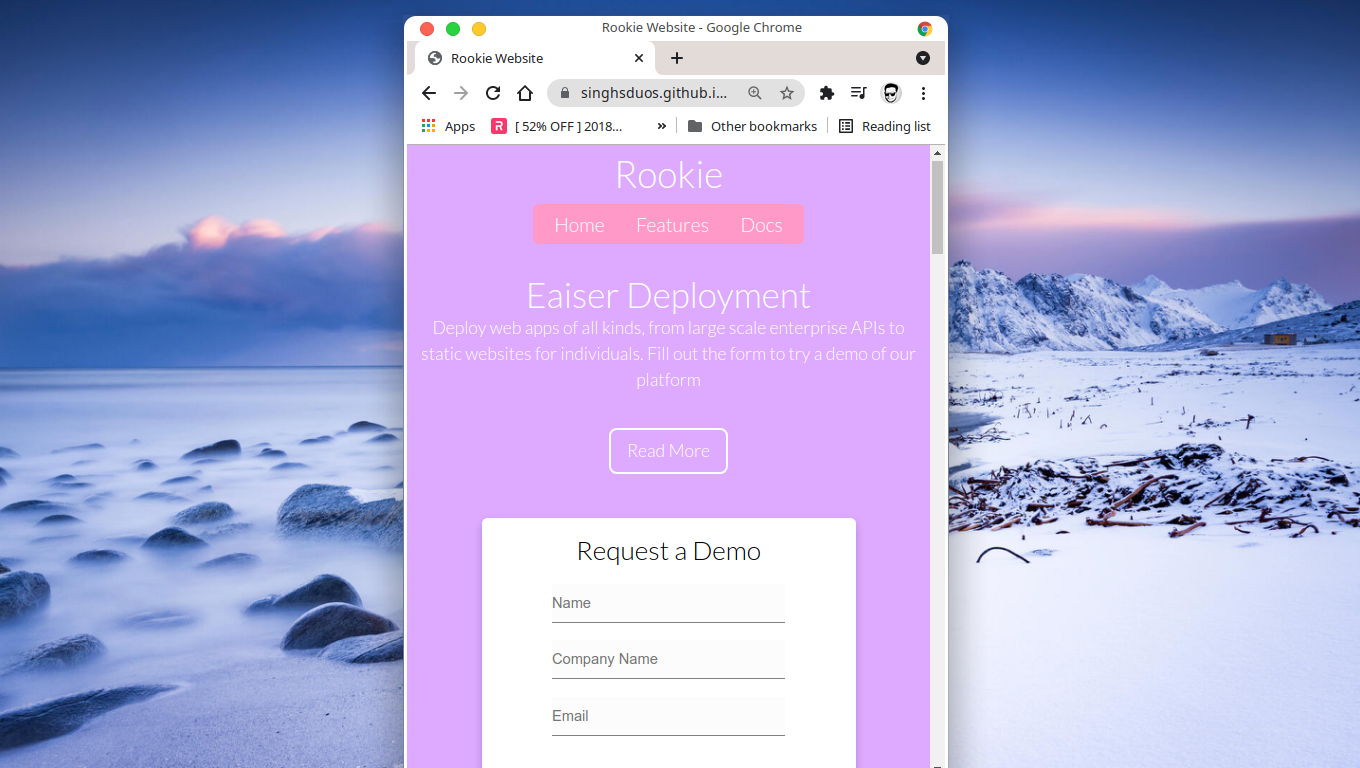 Rookie Website - Google Chrome
Rookie Website
singhsduos.github.i...
Apps
[ 52% OFF ] 2018...
»
Other bookmarks
Reading list
Rookie
Home Features Docs
Eaiser Deployment
Deploy web apps of all kinds, from large scale enterprise APIs to
static websites for individuals. Fill out the form to try a demo of our
platform
Read More
Request a Demo
Name
Company Name
Email